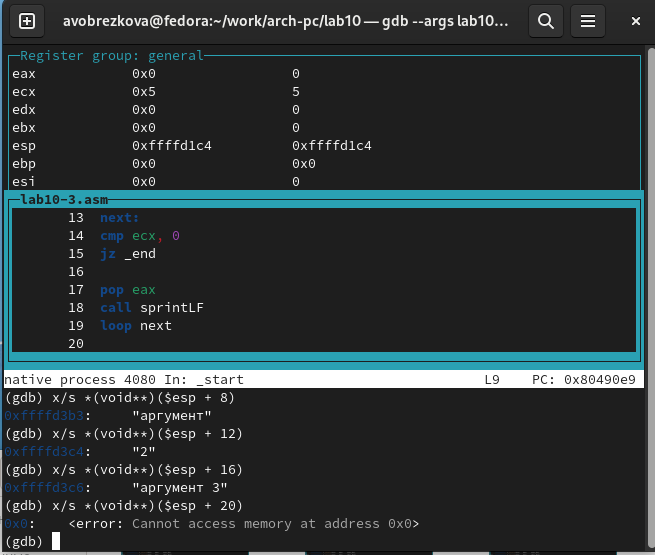 avobrezkova@fedora:~/work/arch-pc/lab10 — gdb --args lab10...
Register group: general
eax 0x0 0
ecx 0x5 5
edx 0x0 0
ebx 0x0 0
esp 0xffffd1c4 0xffffd1c4
ebp 0x0 0x0
esi 0x0 0
lab10-3.asm
13 next:
14 cmp ecx, 0
15 jz _end
16
17 pop eax
18 call sprintLF
19 loop next
20
native process 4080 In: _start L9 PC: 0x80490e9
(gdb) x/s *(void**)($esp + 8)
0xffffd3b3: "аргумент"
(gdb) x/s *(void**)($esp + 12)
0xffffd3c4: "2"
(gdb) x/s *(void**)($esp + 16)
0xffffd3c6: "аргумент 3"
(gdb) x/s *(void**)($esp + 20)
0x0: <error: Cannot access memory at address 0x0>
(gdb)